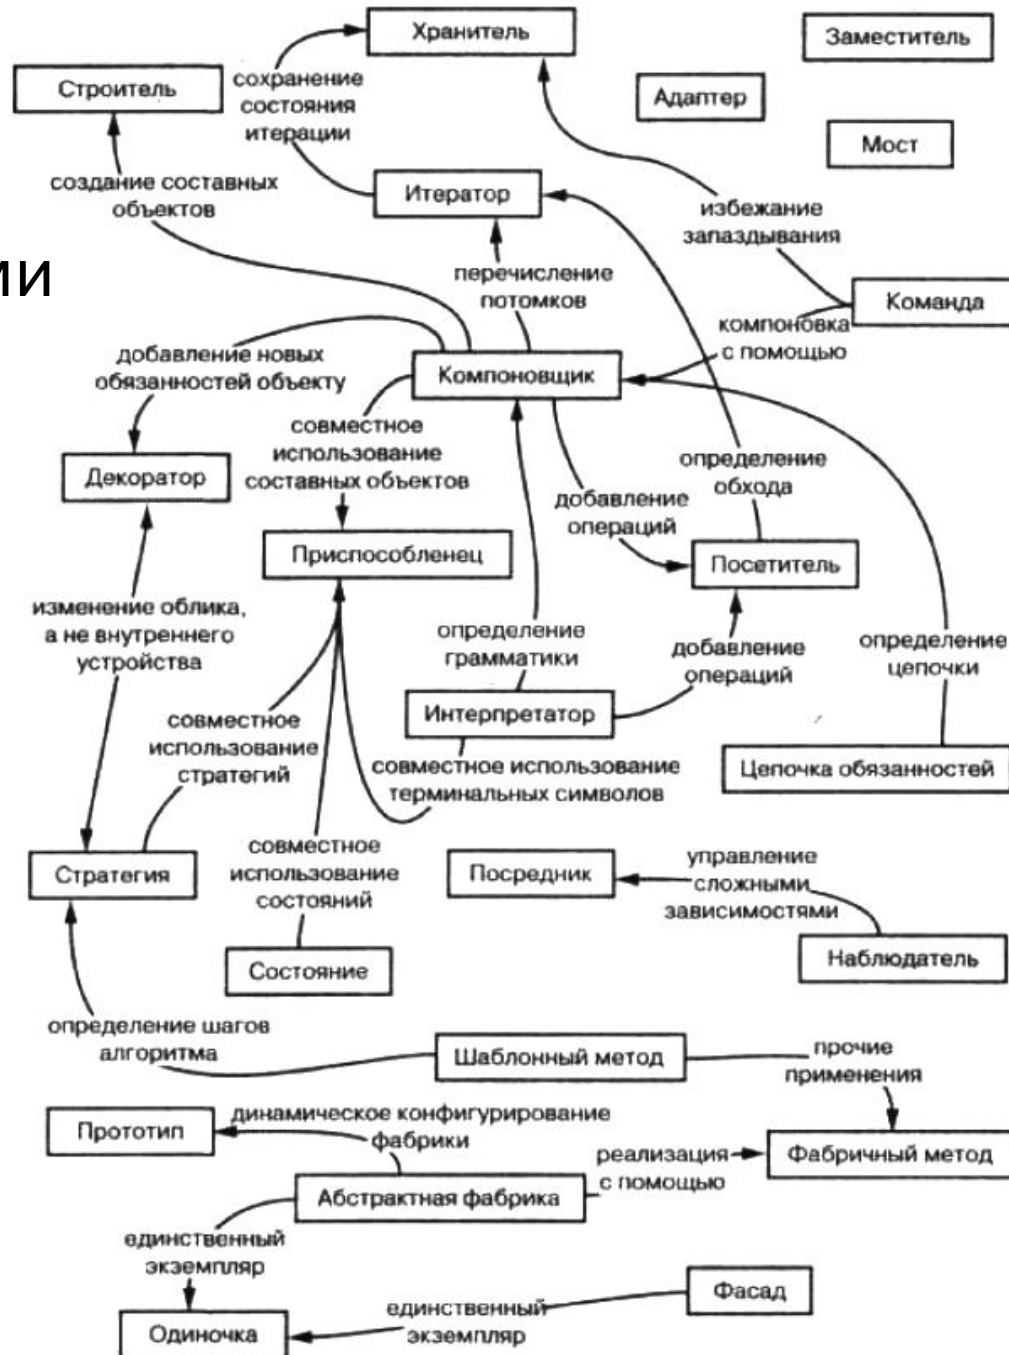 Хранитель
Заместитель
Строитель
сохранение
состояния
итерации
Адаптер
Мост
создание составных
объектов
Итератор
избежание
запаздывания
ми
перечисление
потомков
Команда
компоновка
с помощью
добавление новых
обязанностей объекту
Компоновщик
совместное
использование
составных объектов
Декоратор
добавление
операций
определение
обхода
Приспособленец
Посетитель
изменение облика,
а не внутреннего
устройства
определение
грамматики
добавление
операций
определение
цепочки
Интерпретатор
совместное
использование
стратегий
совместное использование
терминальных символов
Цепочка обязанностей
Стратегия
совместное
использование
состояний
Посредник
управление
сложными
зависимостями
Состояние
Наблюдатель
определение шагов
алгоритма
Шаблонный метод
прочие
применения
Прототип
динамическое конфигурирование
фабрики
реализация
с помощью
Фабричный метод
Абстрактная фабрика
единственный
экземпляр
Фасад
Одиночка
единственный
экземпляр